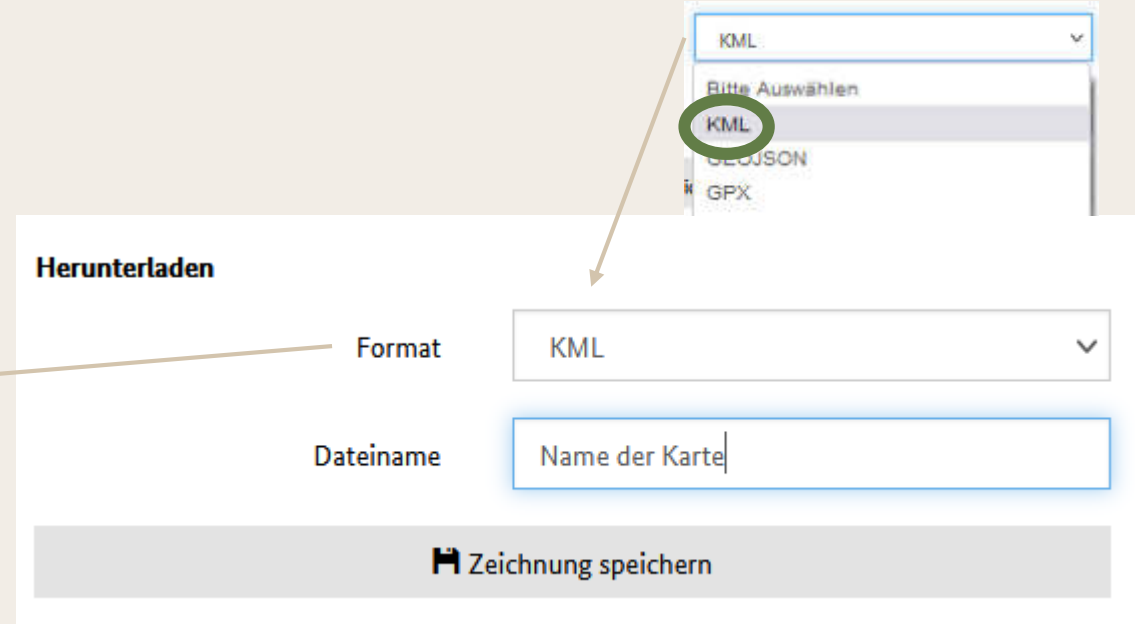 KML
Bitte Auswählen
KML
GEOJSON
GPX
Herunterladen
Format KML
Dateiname Name der Karte
Zeichnung speichern